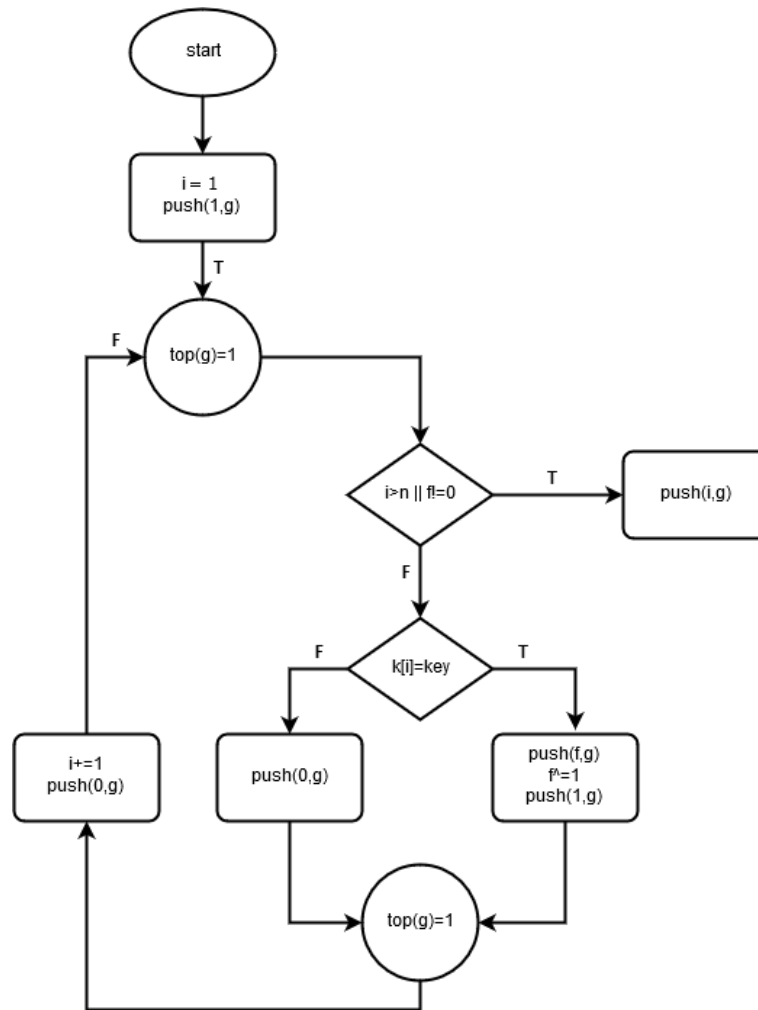 start
i = 1
push(1,g)
T
F
top(g)=1
i>n || f!=0
T
push(i,g)
F
F
k[i]=key
T
i+=1
push(0,g)
push(0,g)
push(f,g)
f^=1
push(1,g)
top(g)=1